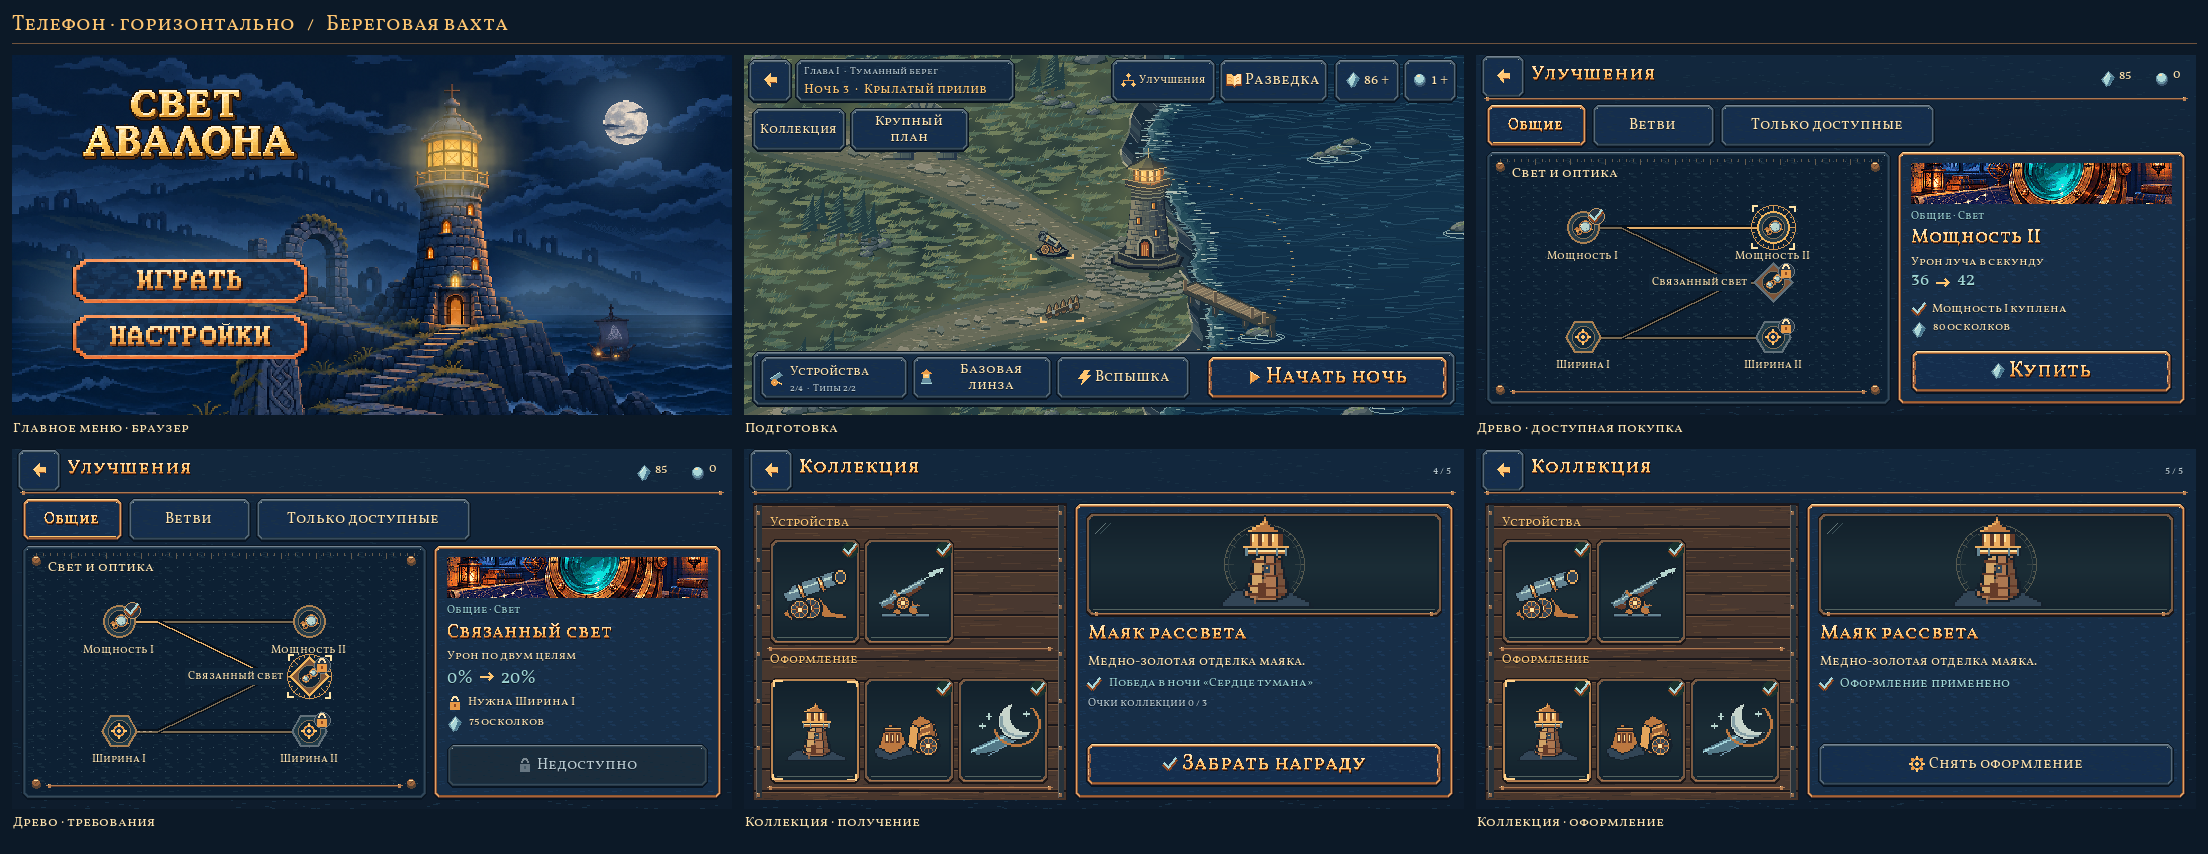 Телефон · горизонтально / Береговая вахта
СВЕТ
АВАЛОНА
ИГРАТЬ
НАСТРОЙКИ
Главное меню · браузер
Глава I · Туманный берег
Ночь 3 · Крылатый прилив
Улучшения
Разведка
86 +
1 +
Коллекция
Крупный
план
Устройства
2/4 · Типы 2/2
Базовая
линза
Вспышка
Начать ночь
Подготовка
Улучшения
85
0
Общие
Ветви
Только доступные
Свет и оптика
Мощность I
Мощность II
Связанный свет
Ширина I
Ширина II
Общие · Свет
Мощность II
Урон луча в секунду
36 → 42
Мощность I куплена
80 осколков
Купить
Древо · доступная покупка
Улучшения
85
0
Общие
Ветви
Только доступные
Свет и оптика
Мощность I
Мощность II
Связанный свет
Ширина I
Ширина II
Общие · Свет
Связанный свет
Урон по двум целям
0% → 20%
Нужна Ширина I
75 осколков
Недоступно
Древо · требования
Коллекция
4 / 5
Устройства
Оформление
Маяк рассвета
Медно-золотая отделка маяка.
Победа в ночи «Сердце тумана»
Очки коллекции 0 / 3
Забрать награду
Коллекция · получение
Коллекция
5 / 5
Устройства
Оформление
Маяк рассвета
Медно-золотая отделка маяка.
Оформление применено
Снять оформление
Коллекция · оформление